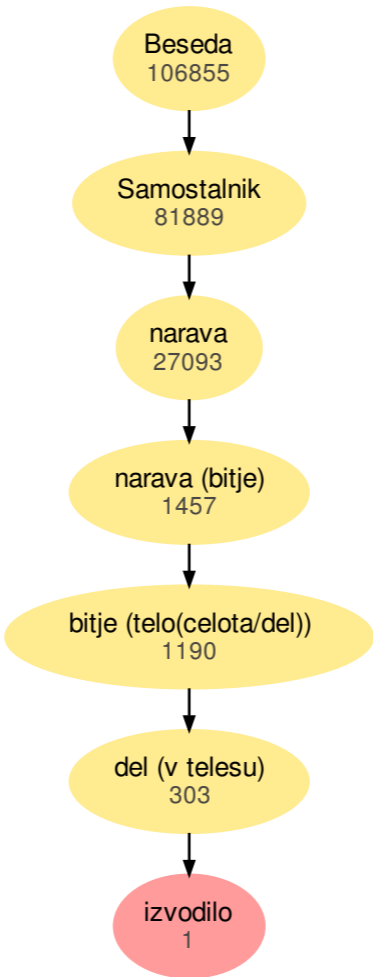 Beseda
106855
Samostalnik
81889
narava
27093
narava (bitje)
1457
bitje (telo(celota/del))
1190
del (v telesu)
303
izvodilo
1